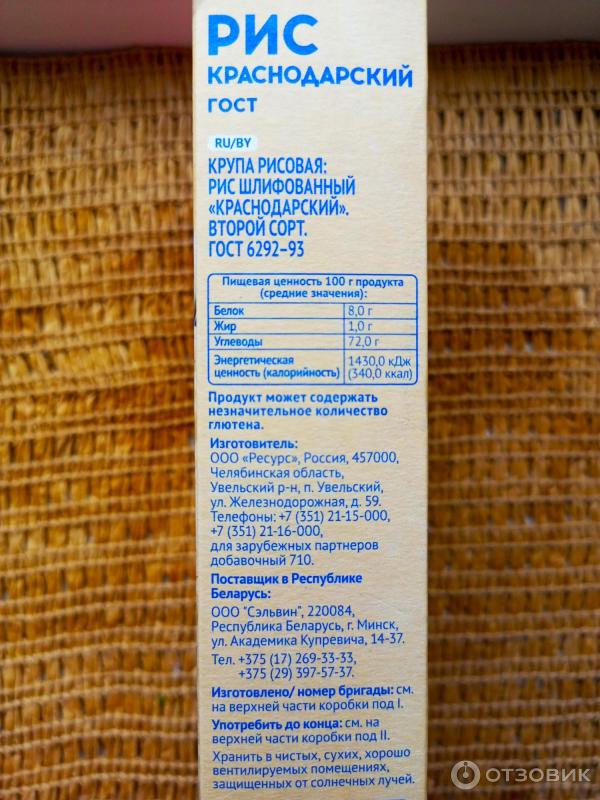 РИС
КРАСНОДАРСКИЙ
ГОСТ
RU/BY
КРУПА РИСОВАЯ:
РИС ШЛИФОВАННЫЙ
«КРАСНОДАРСКИЙ».
ВТОРОЙ СОРТ.
ГОСТ 6292–93
Пищевая ценность 100 г продукта
(средние значения):
Белок 8,0 г
Жир 1,0 г
Углеводы 72,0 г
Энергетическая 1430,0 кДж
ценность (калорийность) (340,0 ккал)
Продукт может содержать
незначительное количество
глютена.
Изготовитель:
ООО «Ресурс», Россия, 457000,
Челябинская область,
Увельский р-н, п. Увельский,
ул. Железнодорожная, д. 59.
Телефоны: +7 (351) 21-15-000,
+7 (351) 21-16-000,
для зарубежных партнеров
добавочный 710.
Поставщик в Республике
Беларусь:
ООО "Сэльвин", 220084,
Республика Беларусь, г. Минск,
ул. Академика Купревича, 14-37.
Тел. +375 (17) 269-33-33,
+375 (29) 397-57-37.
Изготовлено/ номер бригады: см.
на верхней части коробки под I.
Употребить до конца: см. на
верхней части коробки под II.
Хранить в чистых, сухих, хорошо
вентилируемых помещениях,
защищенных от солнечных лучей.
ОТЗОВИК